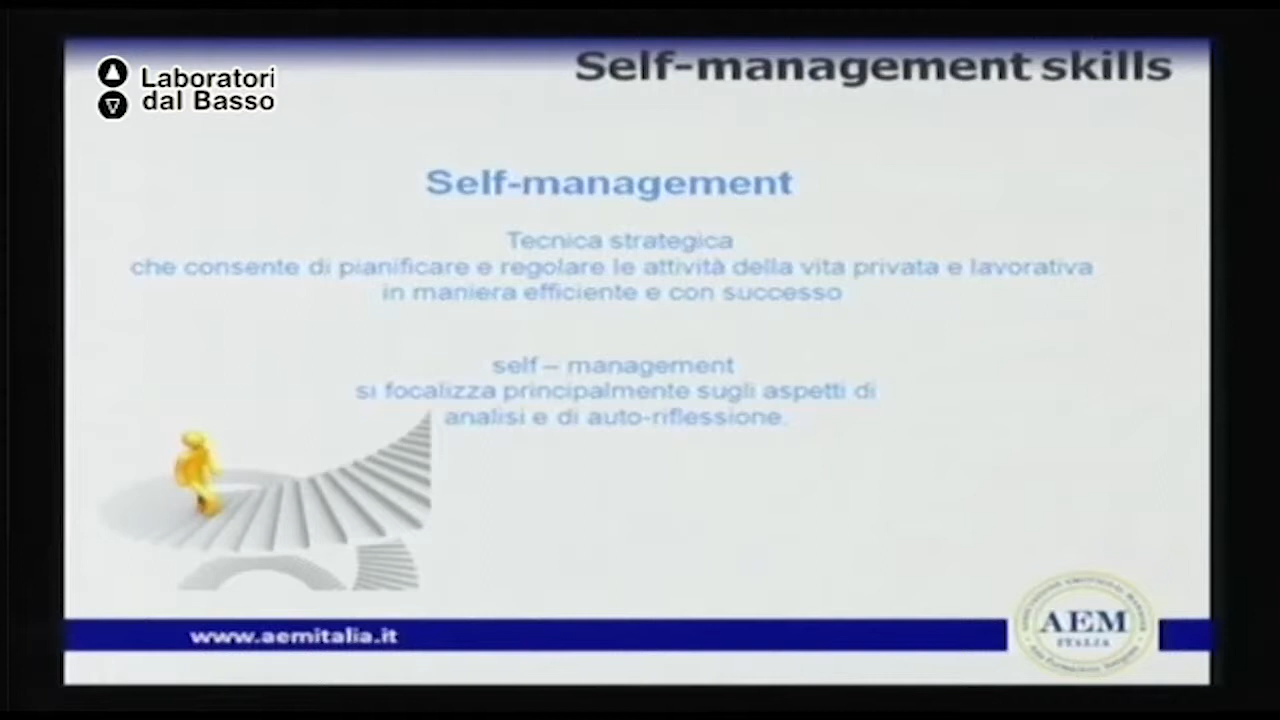 Self-management skills
Laboratori
dal Basso
Self-management
Tecnica strategica
che consente di pianificare e regolare le attività della vita privata e lavorativa
in maniera efficiente e con successo
self – management
si focalizza principalmente sugli aspetti di
analisi e di auto-riflessione.
www.aemitalia.it
AEM
ITALIA